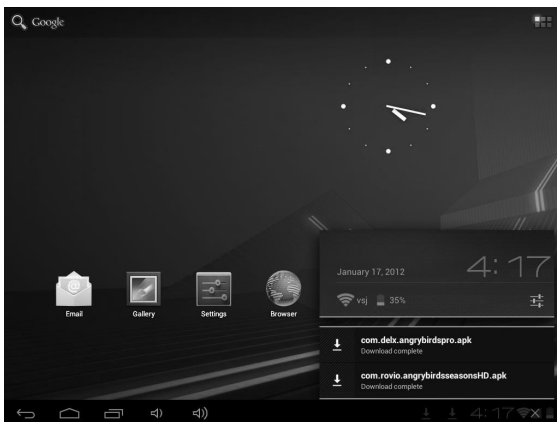 Google
January 17, 2012
4:17
vsj 35%
Email
Gallery
Settings
Browser
com.delx.angrybirdspro.apk
Download complete
com.rovio.angrybirdsseasonsHD.apk
Download complete
4:17